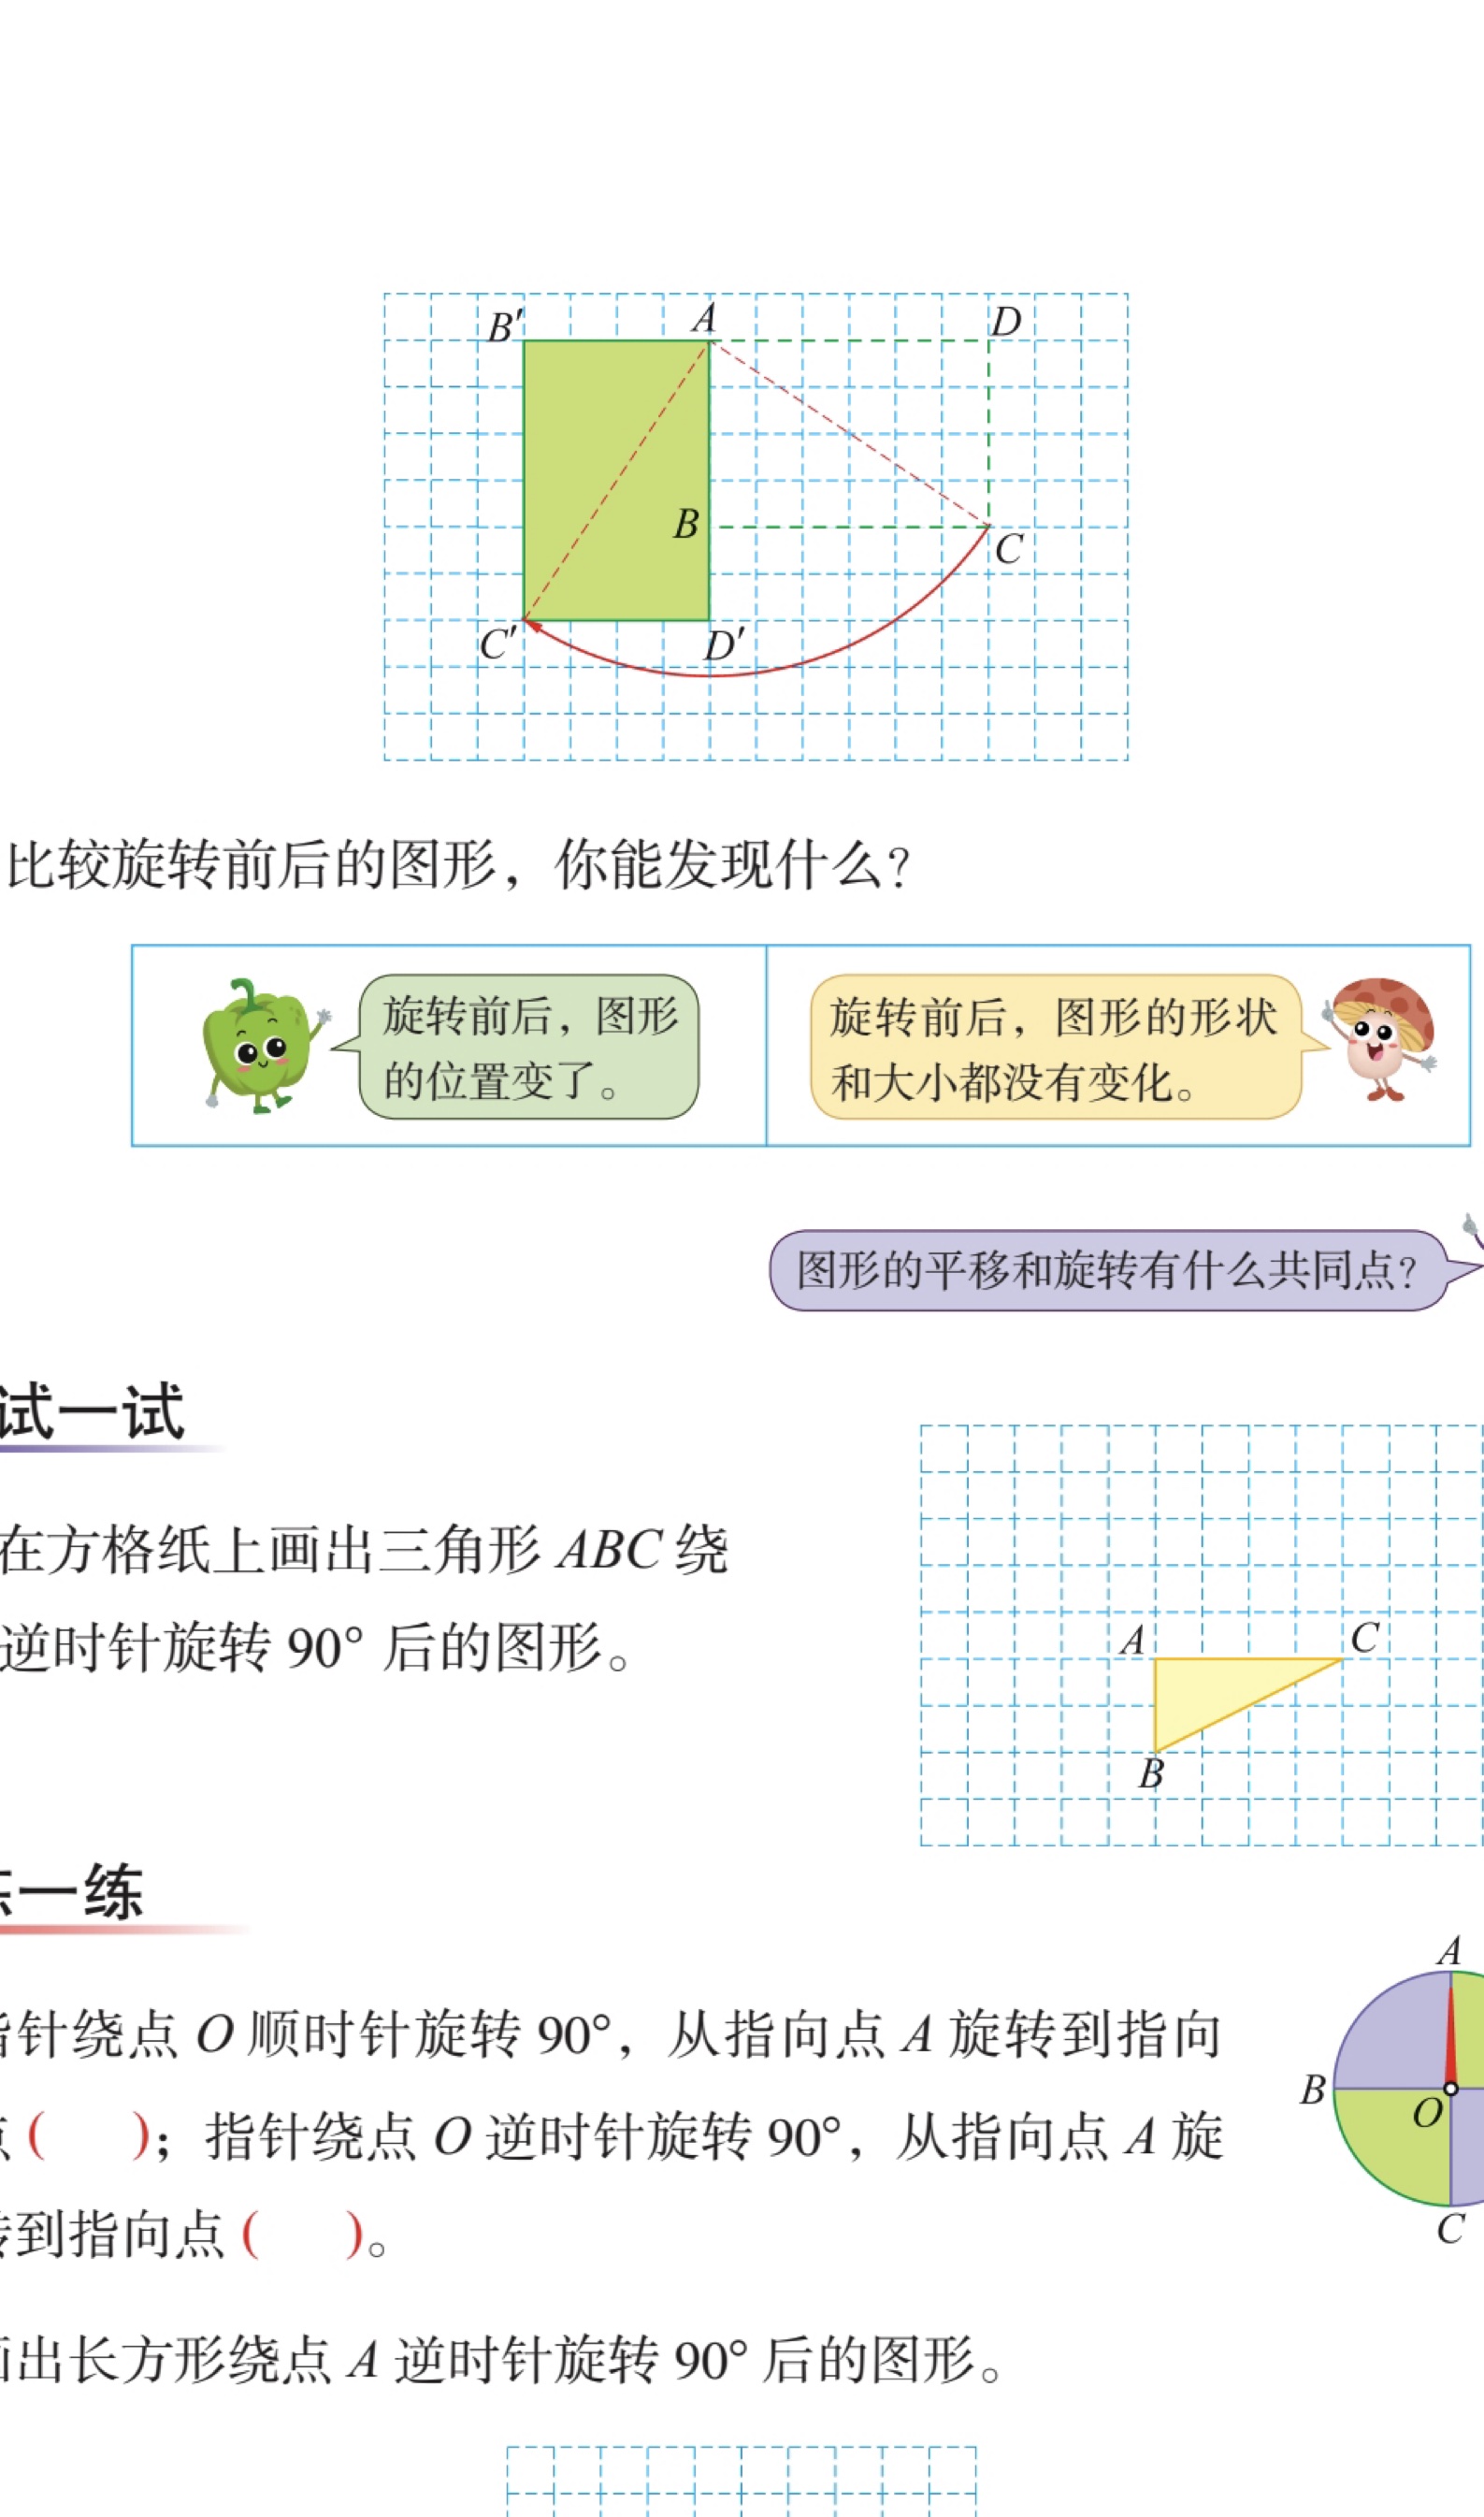 B′ A D
B
C
C′ D′
比较旋转前后的图形，你能发现什么？
旋转前后，图形
的位置变了。
旋转前后，图形的形状
和大小都没有变化。
图形的平移和旋转有什么共同点？
试一试
在方格纸上画出三角形 ABC 绕
逆时针旋转 90° 后的图形。
A C
B
一练
针绕点 O 顺时针旋转 90°，从指向点 A 旋转到指向
(　　)；指针绕点 O 逆时针旋转 90°，从指向点 A 旋
到指向点 (　　)。
A
B
O
C
出长方形绕点 A 逆时针旋转 90° 后的图形。